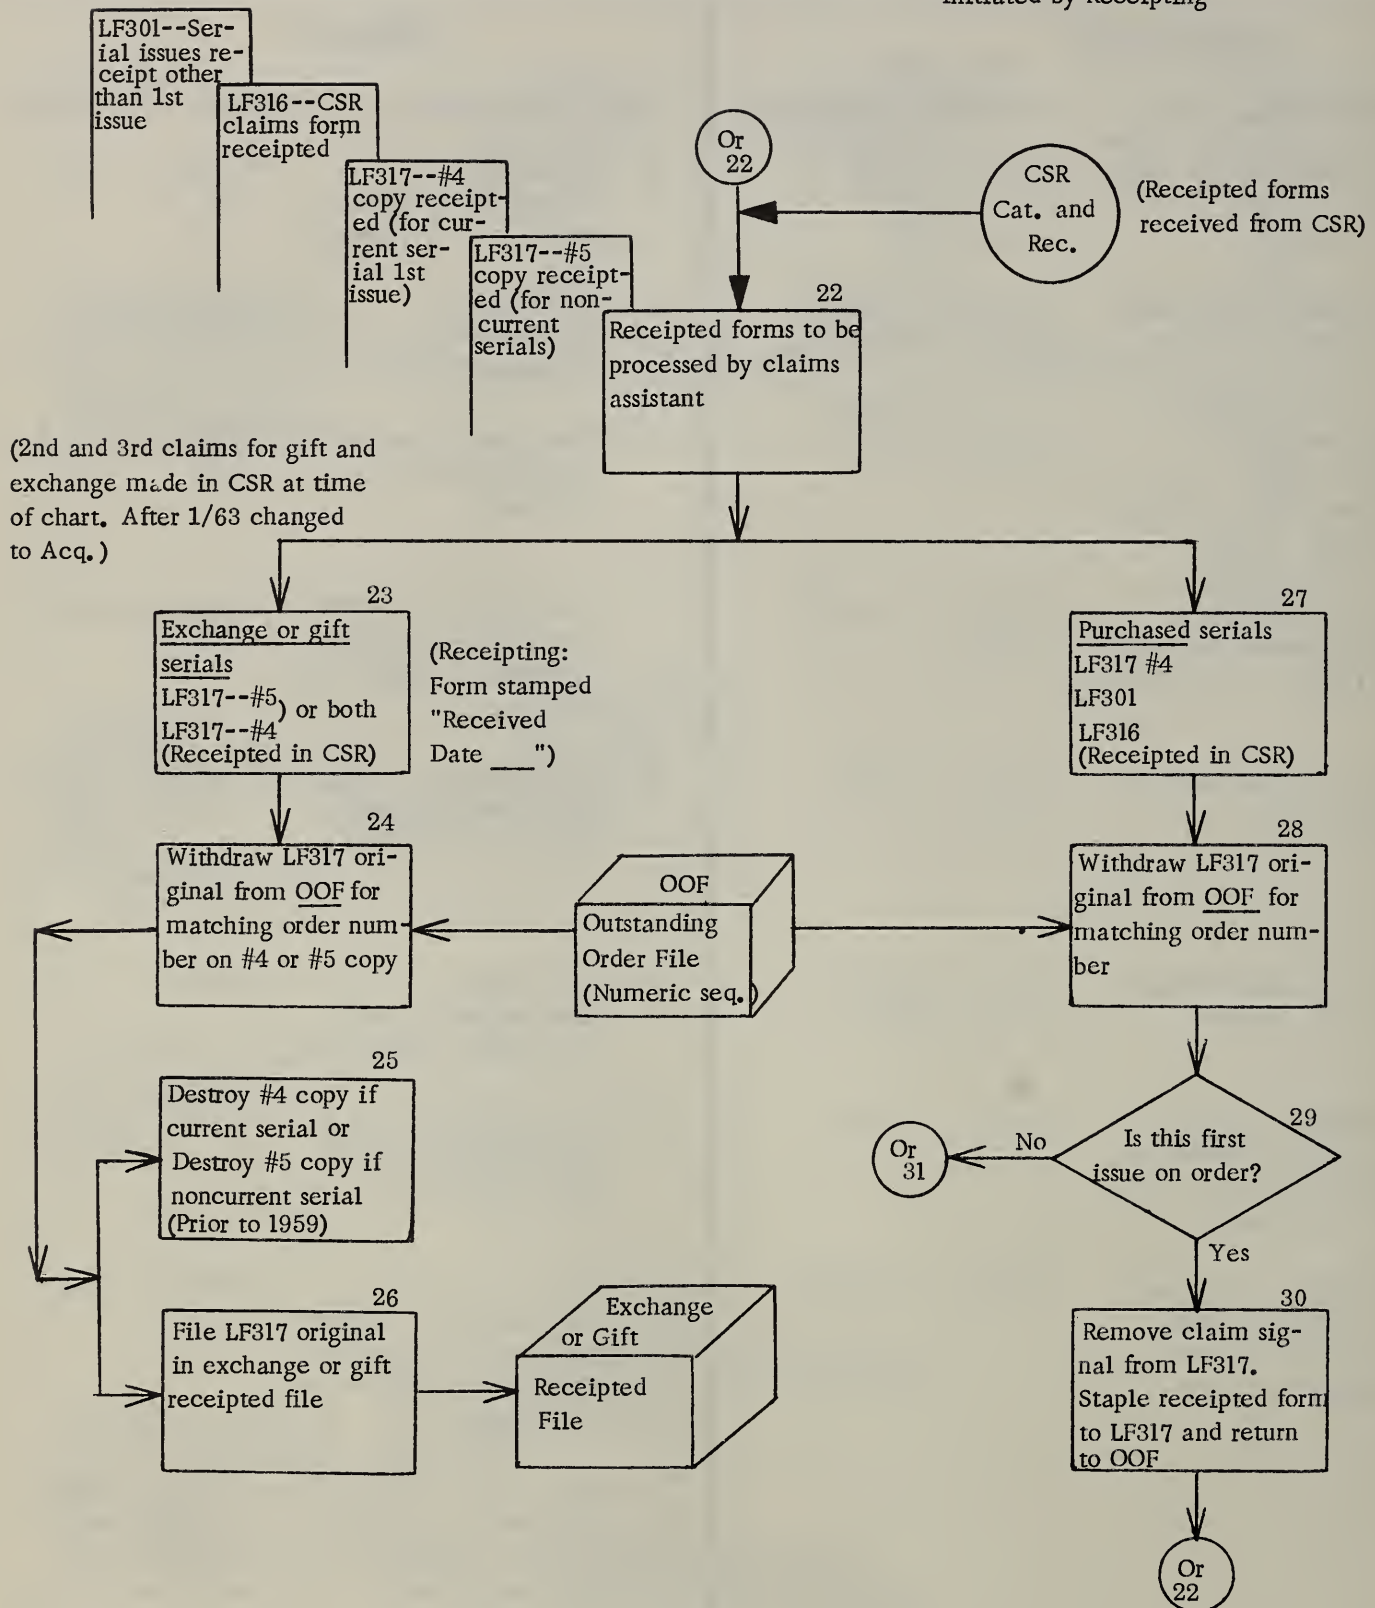 Initiated by Receipting
LF301--Ser-
ial issues re-
ceipt other
than 1st
issue
LF316--CSR
claims form
receipted
LF317--#4
copy receipt-
ed (for cur-
rent ser-
ial 1st
issue)
LF317--#5
copy receipt-
ed (for non-
current
serials)
Or
22
CSR
Cat. and
Rec.
(Receipted forms
received from CSR)
22
Receipted forms to be
processed by claims
assistant
(2nd and 3rd claims for gift and
exchange made in CSR at time
of chart. After 1/63 changed
to Acq.)
23
Exchange or gift
serials
LF317--#5
) or both
LF317--#4
(Receipted in CSR)
(Receipting:
Form stamped
"Received
Date ___")
27
Purchased serials
LF317 #4
LF301
LF316
(Receipted in CSR)
24
Withdraw LF317 ori-
ginal from OOF for
matching order num-
ber on #4 or #5 copy
OOF
Outstanding
Order File
(Numeric seq.)
28
Withdraw LF317 ori-
ginal from OOF for
matching order num-
ber
25
Destroy #4 copy if
current serial or
Destroy #5 copy if
noncurrent serial
(Prior to 1959)
29
Is this first
issue on order?
No
Or
31
Yes
26
File LF317 original
in exchange or gift
receipted file
Exchange
or Gift
Receipted
File
30
Remove claim sig-
nal from LF317.
Staple receipted form
to LF317 and return
to OOF
Or
22